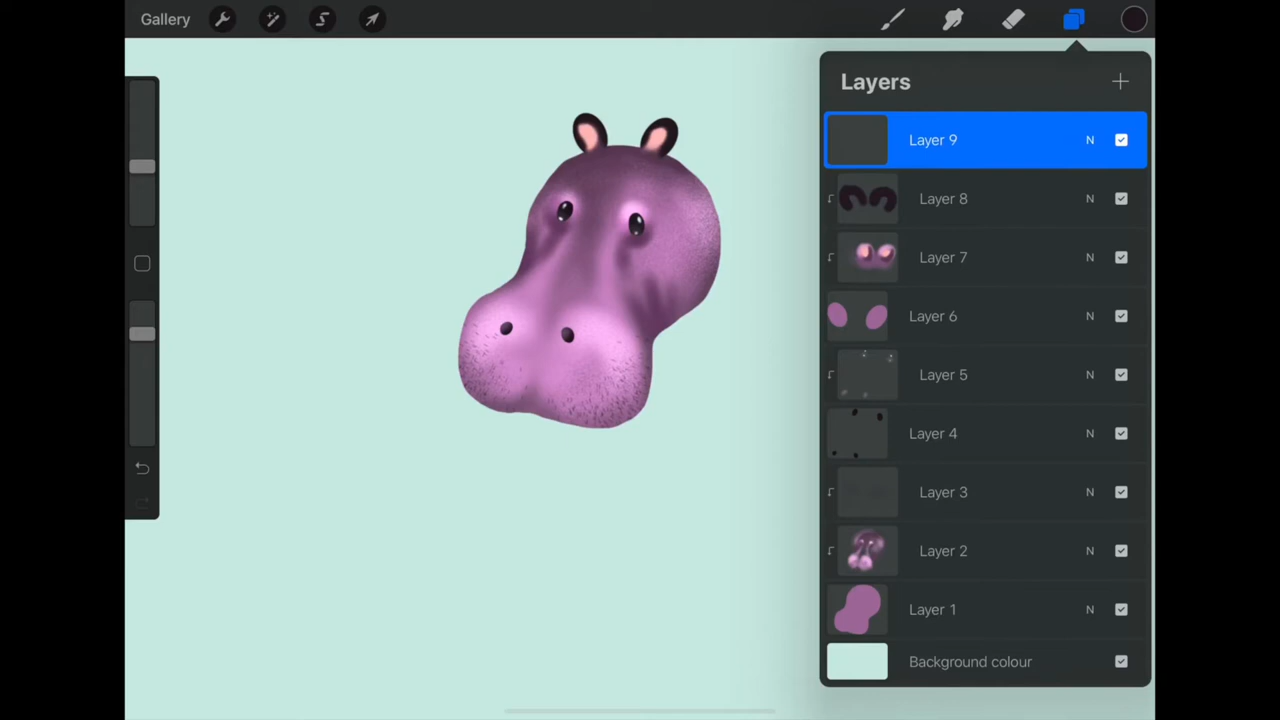 Gallery
Layers
Layer 9 N
Layer 8 N
Layer 7 N
Layer 6 N
Layer 5 N
Layer 4 N
Layer 3 N
Layer 2 N
Layer 1 N
Background colour